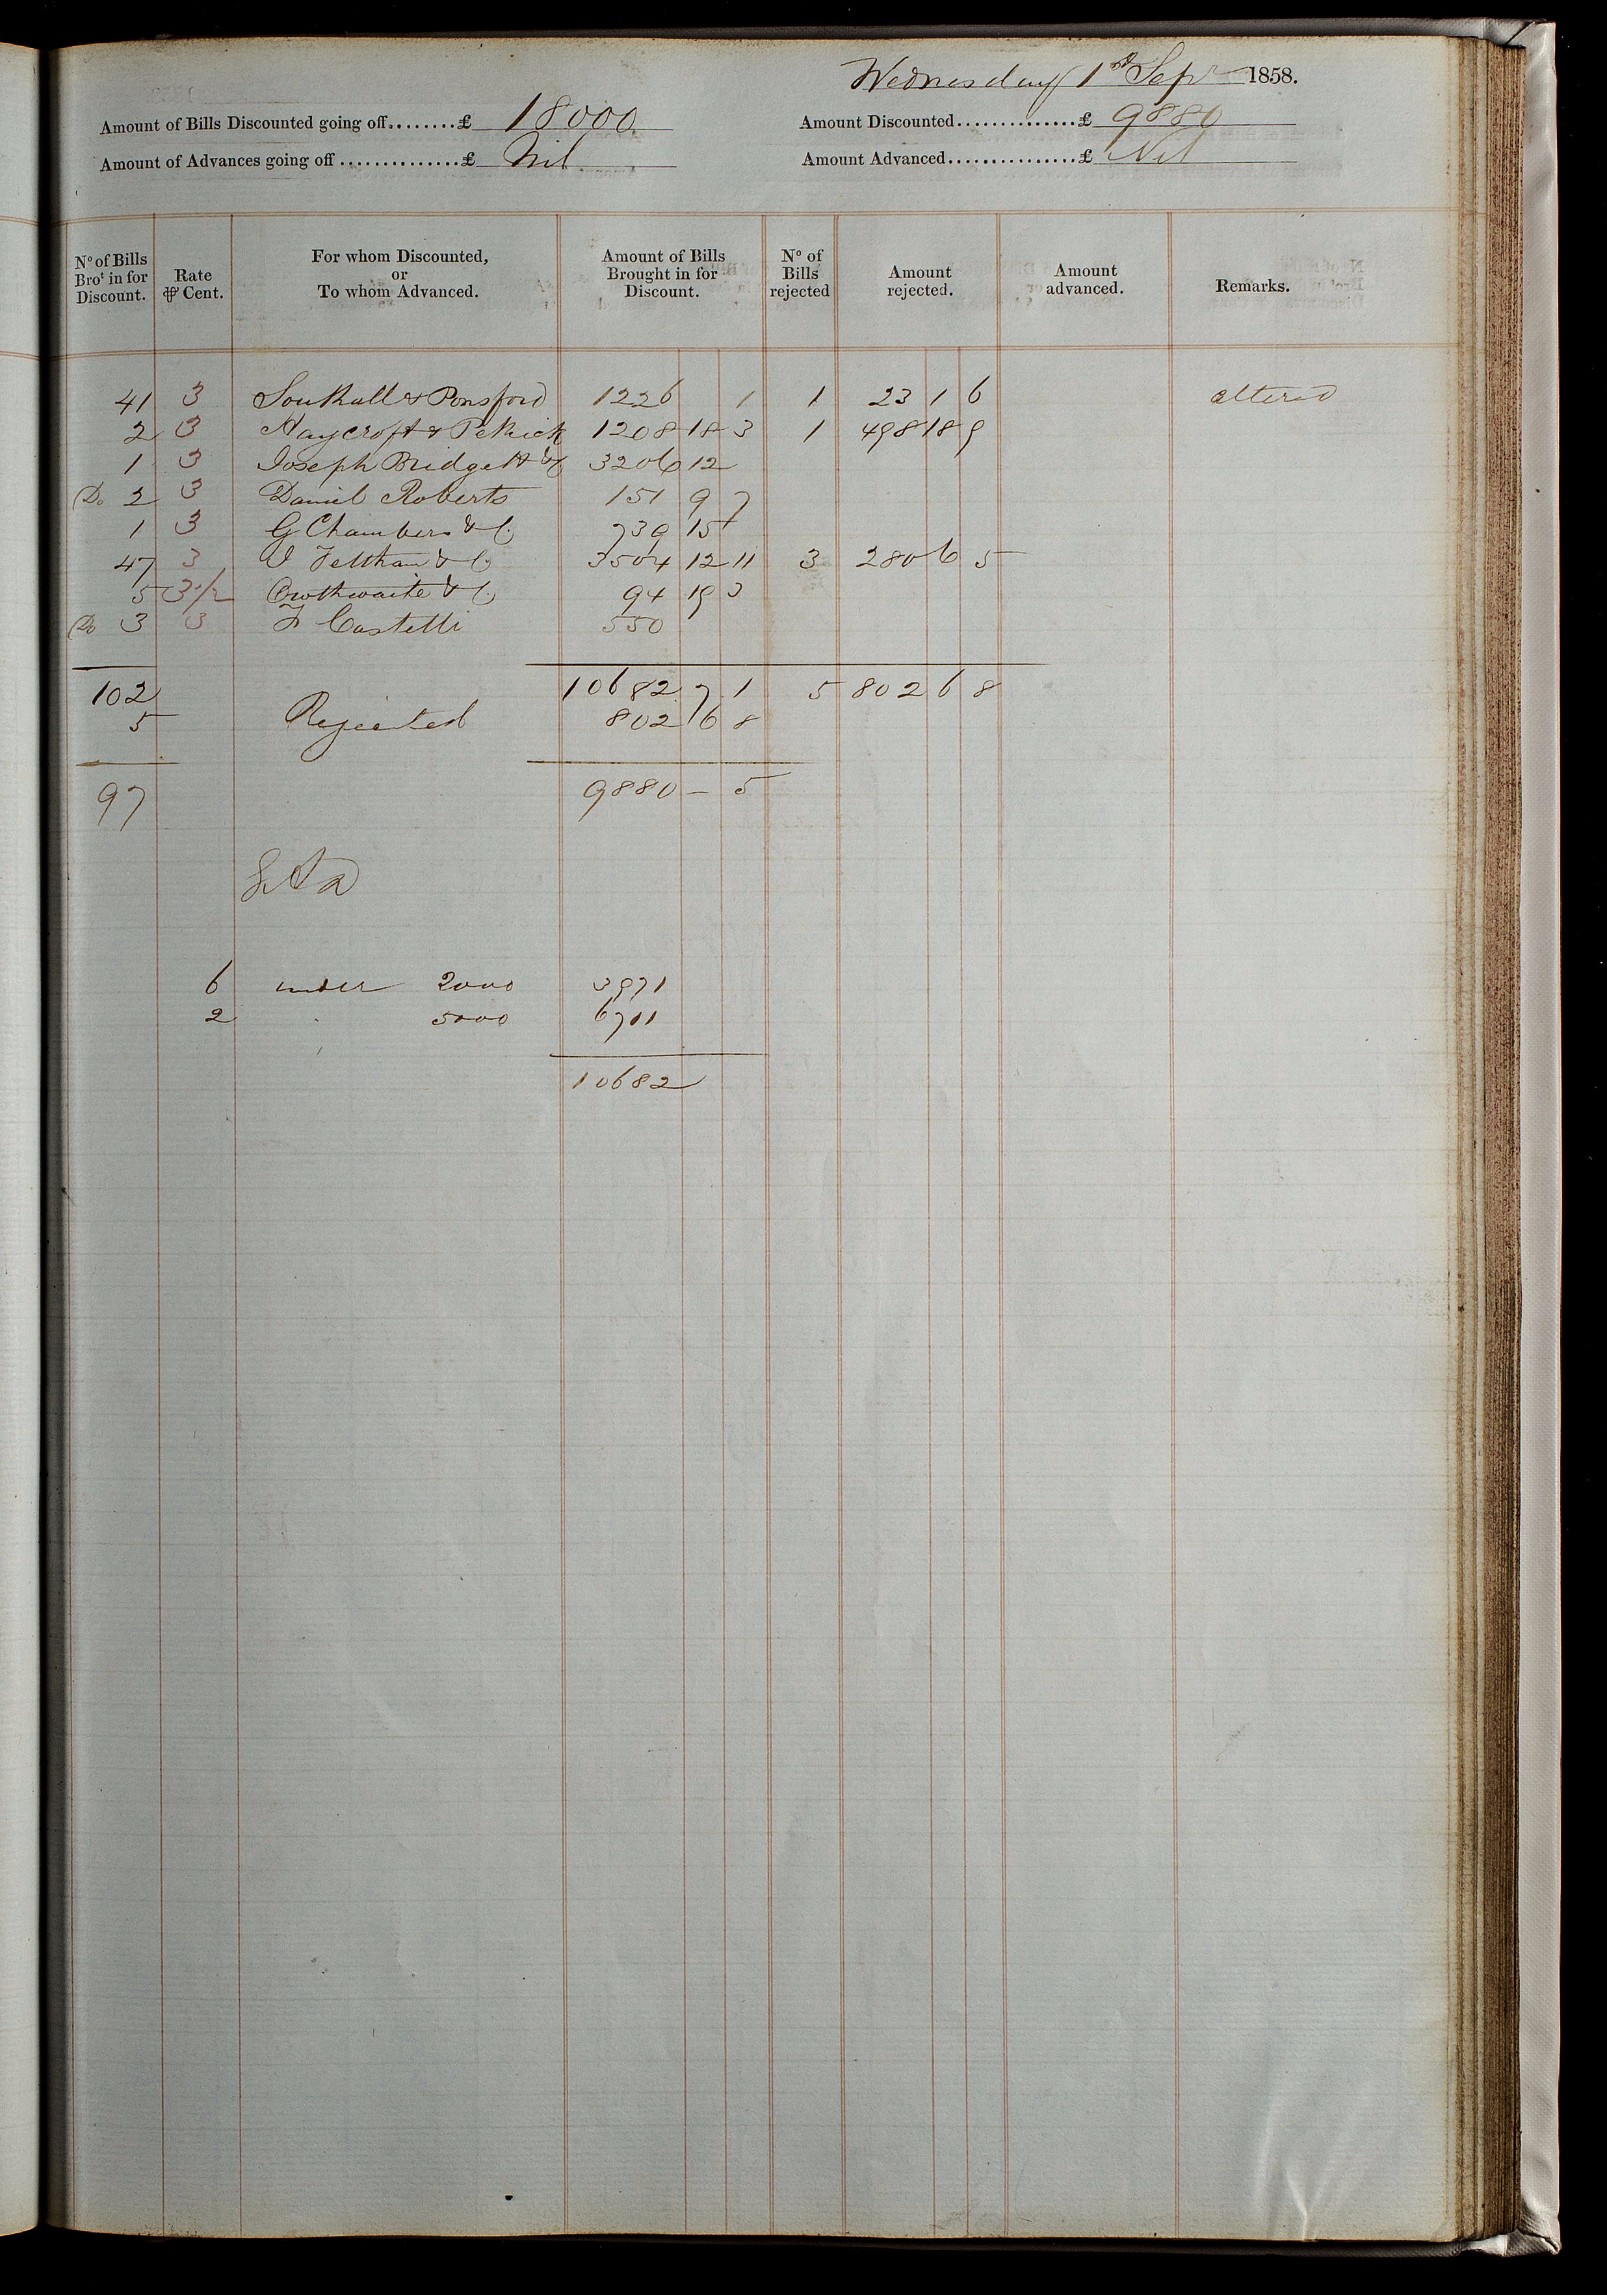 Wednesday 1st Sepr 1858.
Amount of Bills Discounted going off........£ 18000 Amount Discounted..............£ 9880
Amount of Advances going off..............£ Nil Amount Advanced...............£ Nil
No of Bills Brot in for Discount. Rate ⅌ Cent. For whom Discounted, or To whom Advanced. Amount of Bills Brought in for Discount. No of Bills rejected Amount rejected. Amount advanced. Remarks.
41 3 Southall & Ponsford 1226 1 1 23 1 6 altered
2 3 Haycroft & Pethick 1208 18 3 1 498 18 9
1 3 Joseph Bridgett & Co 3206 12
Do 2 3 Daniel Roberts 151 9 7
1 3 G Chambers & Co. 739 15
47 3 J Feltham & Co 3504 12 11 3 280 6 5
5 3 1/2 Crosthwaite & Co. 94 19 3
Do 3 3 F Castelli 550
102 10682 7 1 5 802 6 8
5 Rejected 802 6 8
97 9880 – 5
6 under 2000 3971
2 " 5000 6711
10682